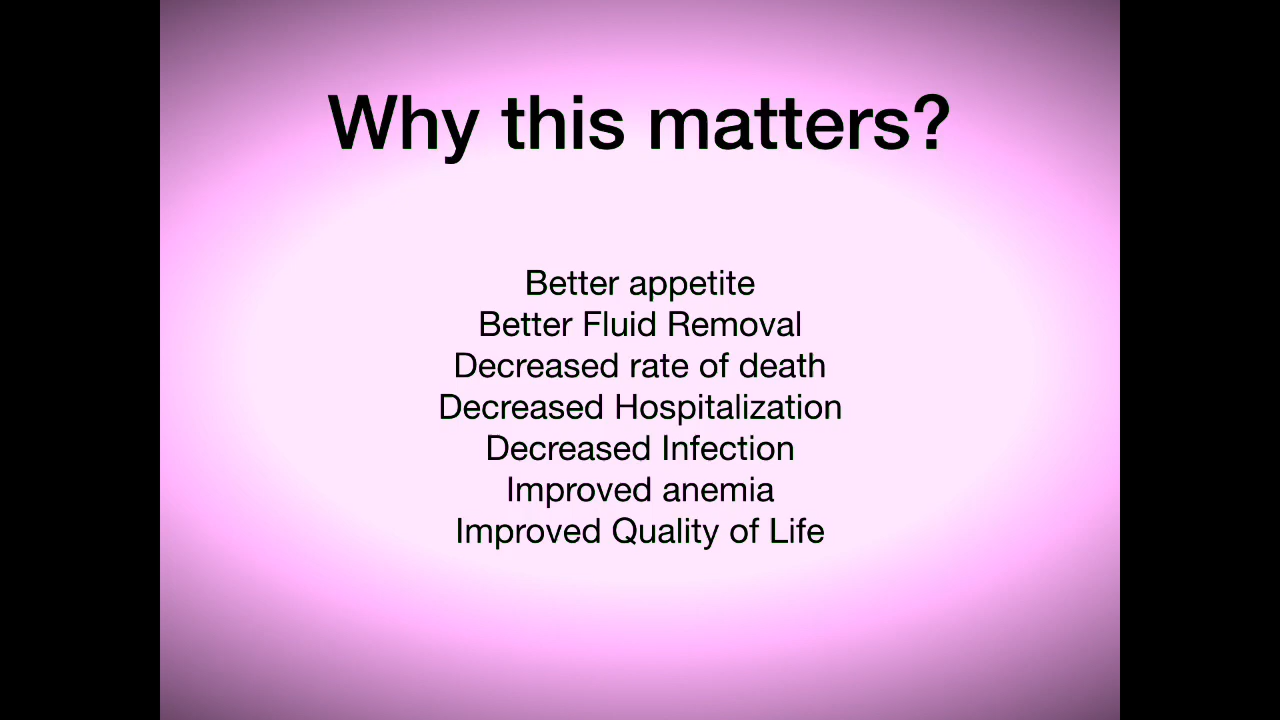 Why this matters?
Better appetite
Better Fluid Removal
Decreased rate of death
Decreased Hospitalization
Decreased Infection
Improved anemia
Improved Quality of Life